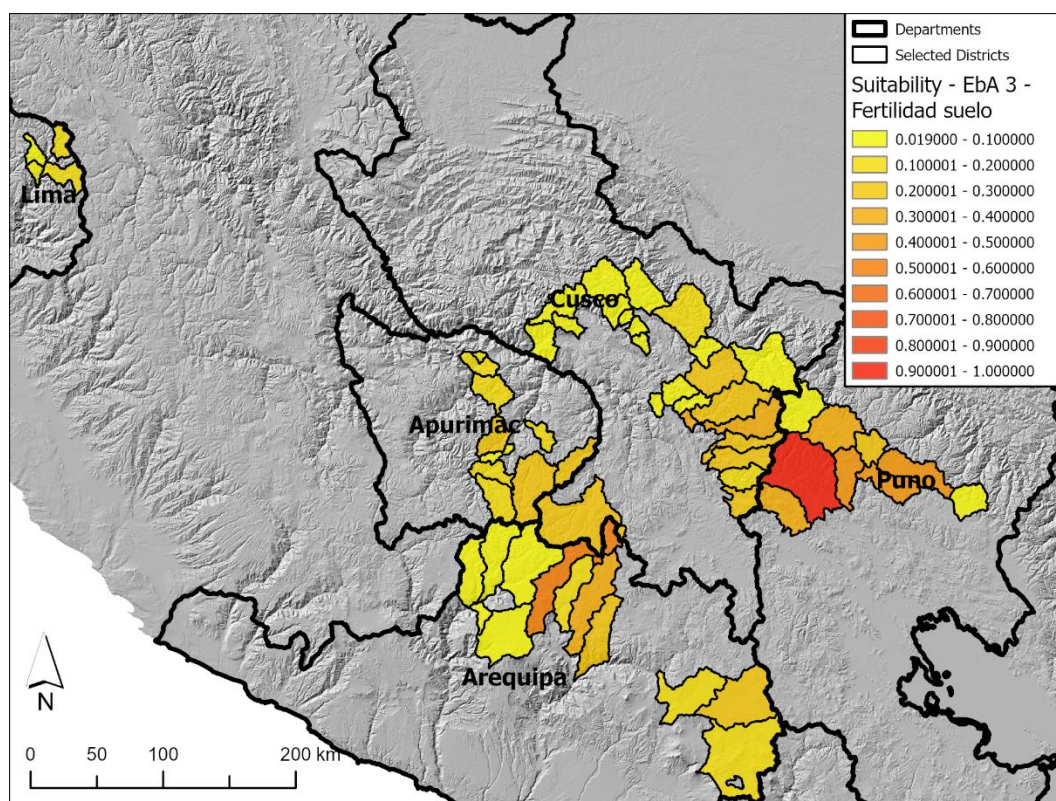 Departments
Selected Districts
Suitability - EbA 3 -
Fertilidad suelo
0.019000 - 0.100000
0.100001 - 0.200000
0.200001 - 0.300000
0.300001 - 0.400000
0.400001 - 0.500000
0.500001 - 0.600000
0.600001 - 0.700000
0.700001 - 0.800000
0.800001 - 0.900000
0.900001 - 1.000000
Lima
Cusco
Apurimac
Puno
Arequipa
N
0 50 100 200 km